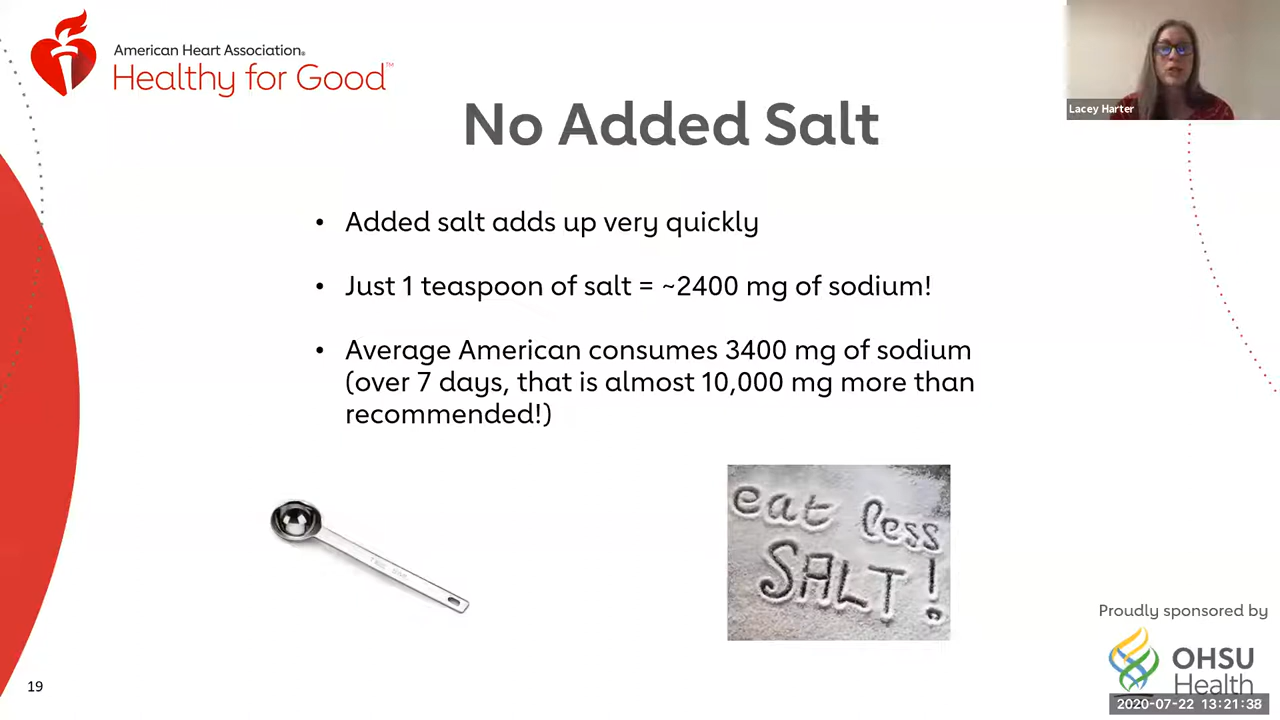 American Heart Association®
Healthy for Good™
Lacey Harter
No Added Salt
• Added salt adds up very quickly
• Just 1 teaspoon of salt = ~2400 mg of sodium!
• Average American consumes 3400 mg of sodium
(over 7 days, that is almost 10,000 mg more than
recommended!)
eat less
SALT!
Proudly sponsored by
OHSU
Health
2020-07-22 13:21:38
19